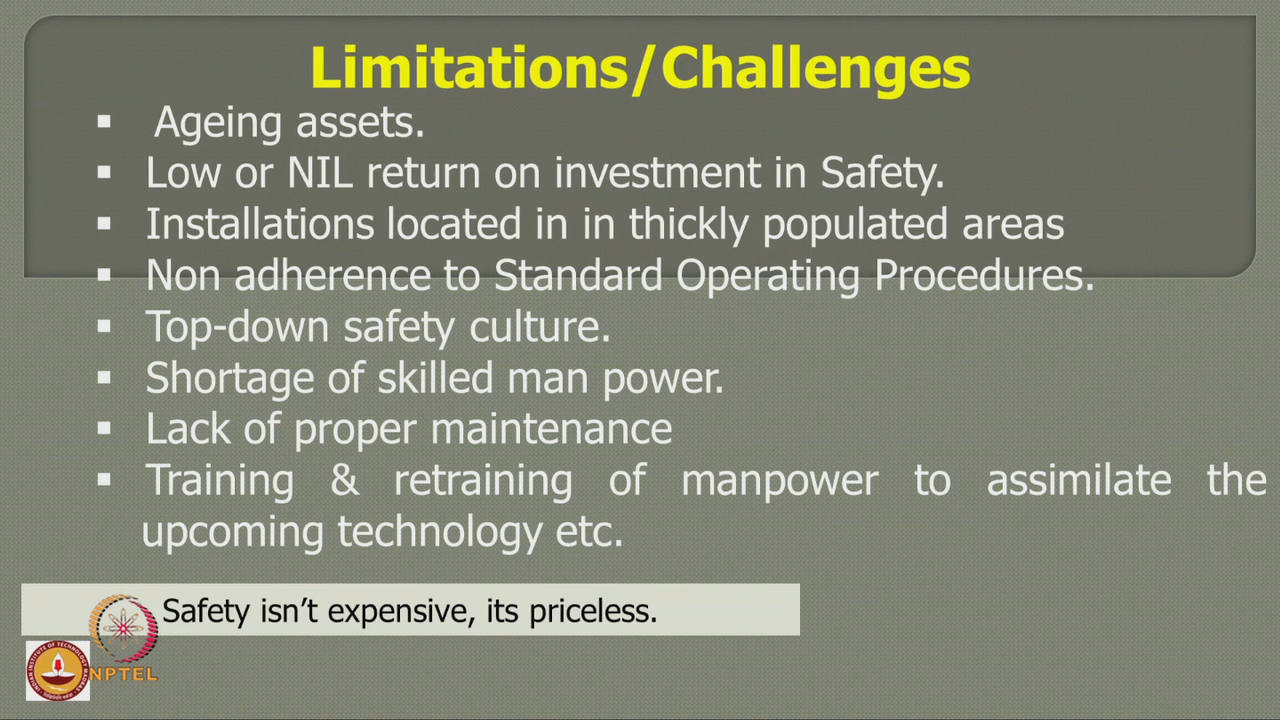 Limitations/Challenges
▪ Ageing assets.
▪ Low or NIL return on investment in Safety.
▪ Installations located in in thickly populated areas
▪ Non adherence to Standard Operating Procedures.
▪ Top-down safety culture.
▪ Shortage of skilled man power.
▪ Lack of proper maintenance
▪ Training & retraining of manpower to assimilate the
upcoming technology etc.
Safety isn’t expensive, its priceless.
NPTEL